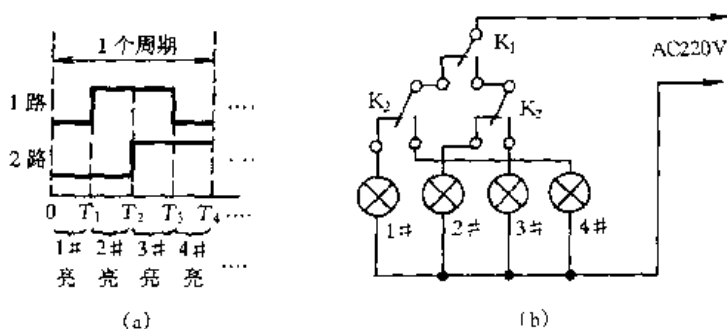 1个周期
1路
2路
0 T1 T2 T3 T4 ····
1# 2# 3# 4#
亮 亮 亮 亮
(a)
K1
AC220V
K2
K2
1# 2# 3# 4#
(b)